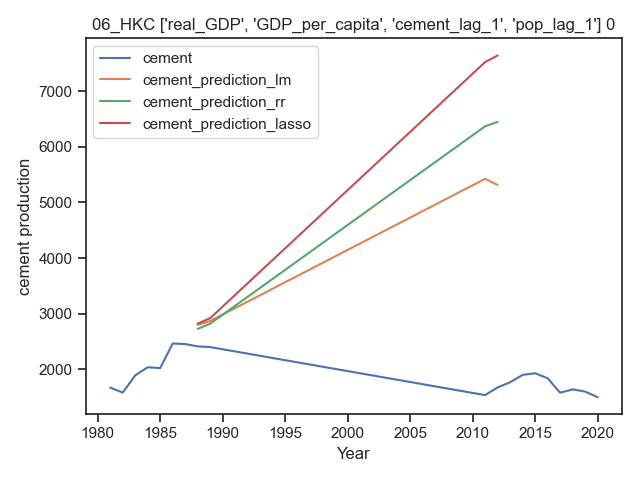 06_HKC ['real_GDP', 'GDP_per_capita', 'cement_lag_1', 'pop_lag_1'] 0
cement
cement_prediction_lm
cement_prediction_rr
cement_prediction_lasso
7000
6000
5000
4000
3000
2000
cement production
1980 1985 1990 1995 2000 2005 2010 2015 2020
Year